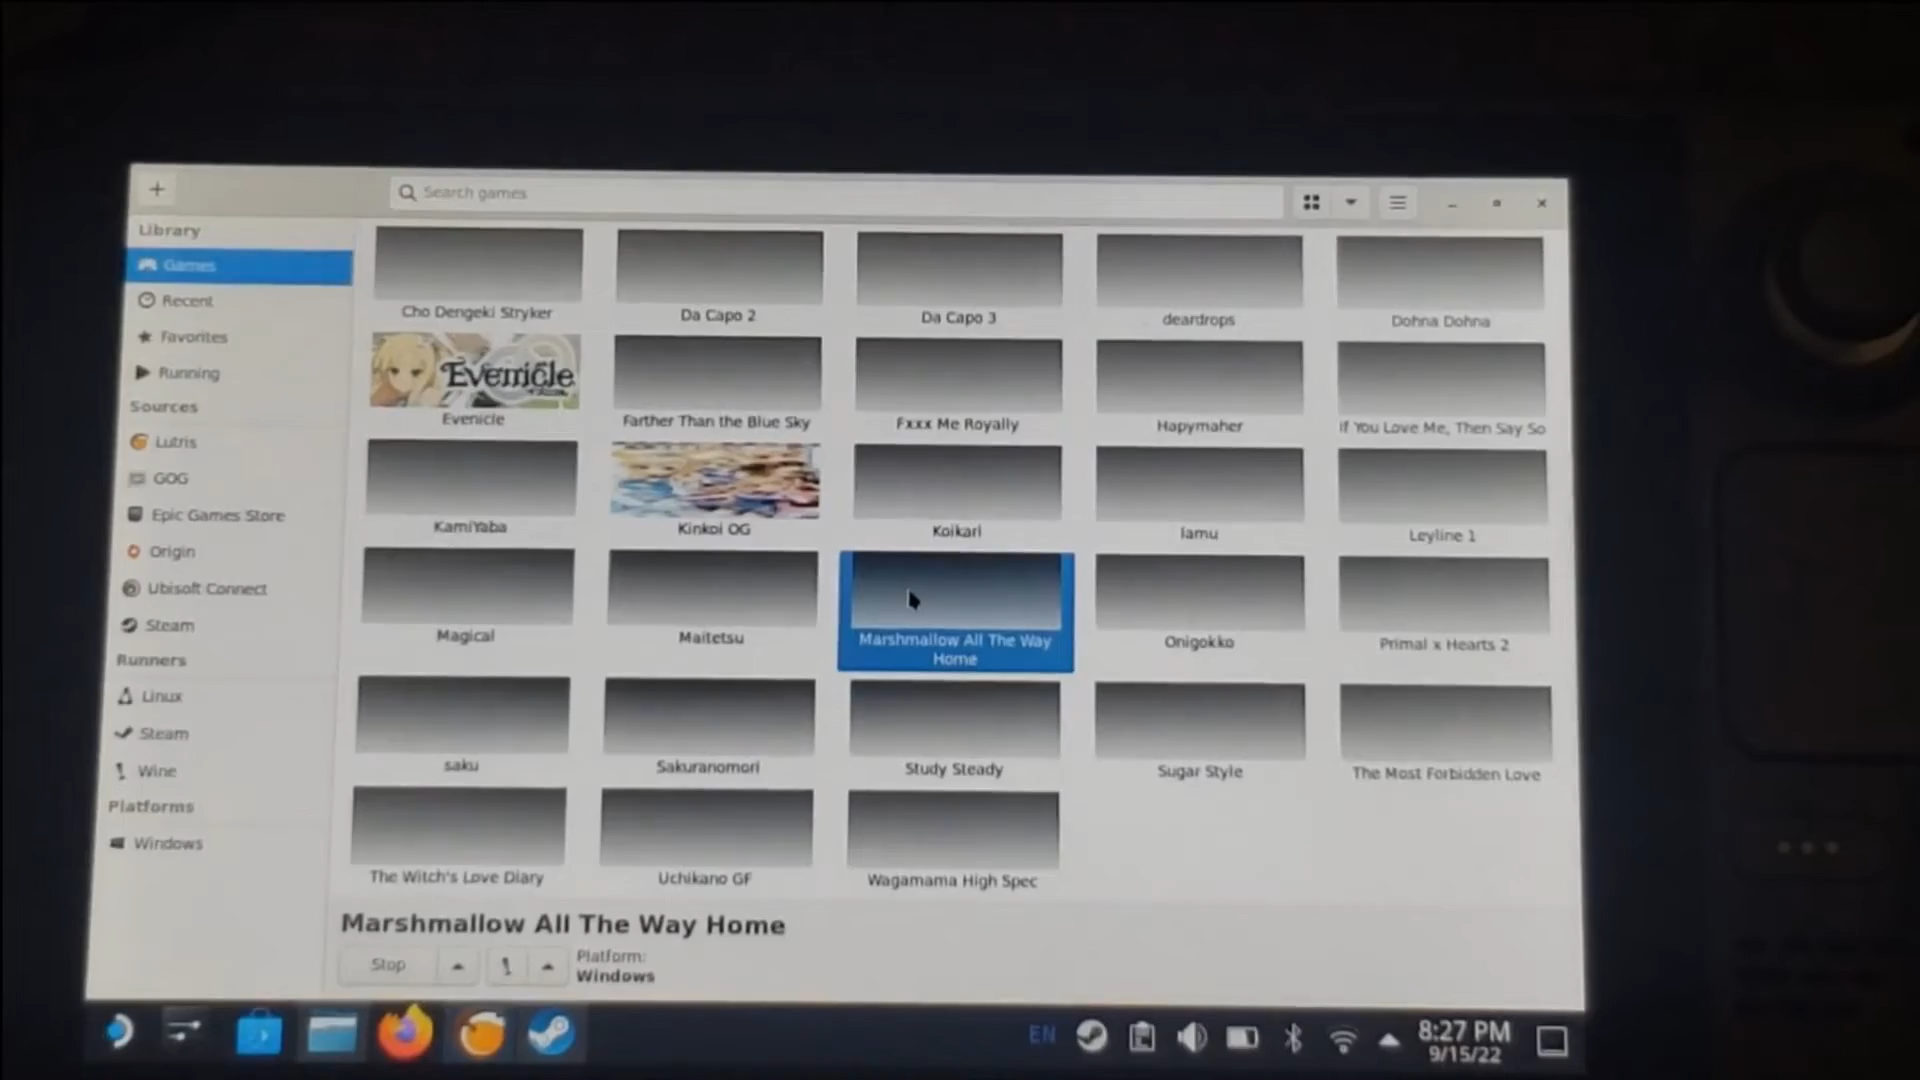 Search games
Library
Games
Recent
Favorites
Running
Sources
Lutris
GOG
Epic Games Store
Origin
Ubisoft Connect
Steam
Runners
Linux
Steam
Wine
Platforms
Windows
Cho Dengeki Stryker
Da Capo 2
Da Capo 3
deardrops
Dohna Dohna
Evenicle
Evenicle
Farther Than the Blue Sky
Fxxx Me Royally
Hapymaher
If You Love Me, Then Say So
KamiYaba
Kinkoi OG
Koikari
lamu
Leyline 1
Magical
Maitetsu
Marshmallow All The Way
Home
Onigokko
Primal x Hearts 2
saku
Sakuranomori
Study Steady
Sugar Style
The Most Forbidden Love
The Witch's Love Diary
Uchikano GF
Wagamama High Spec
Marshmallow All The Way Home
Stop
Platform:
Windows
EN
8:27 PM
9/15/22